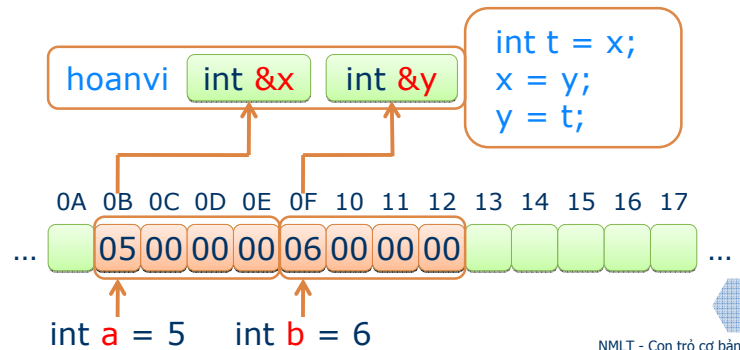 int t = x;
hoanvi int &x int &y x = y;
y = t;
0A 0B 0C 0D 0E 0F 10 11 12 13 14 15 16 17
... 05 00 00 00 06 00 00 00 ...
int a = 5 int b = 6
NMLT - Con trỏ cơ bản